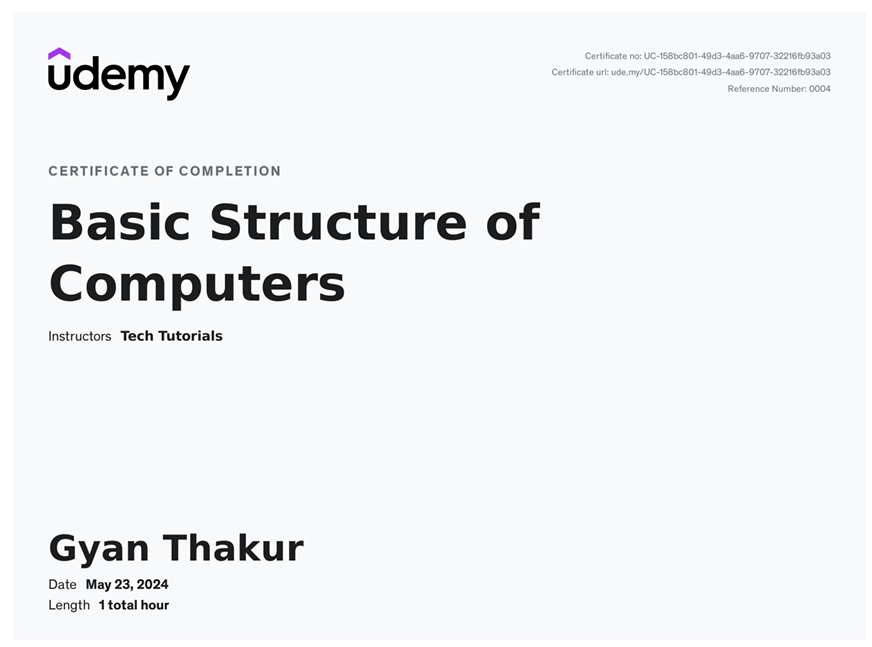 udemy
Certificate no: UC-158bc801-49d3-4aa6-9707-32216fb93a03
Certificate url: ude.my/UC-158bc801-49d3-4aa6-9707-32216fb93a03
Reference Number: 0004
CERTIFICATE OF COMPLETION
Basic Structure of
Computers
Instructors Tech Tutorials
Gyan Thakur
Date May 23, 2024
Length 1 total hour